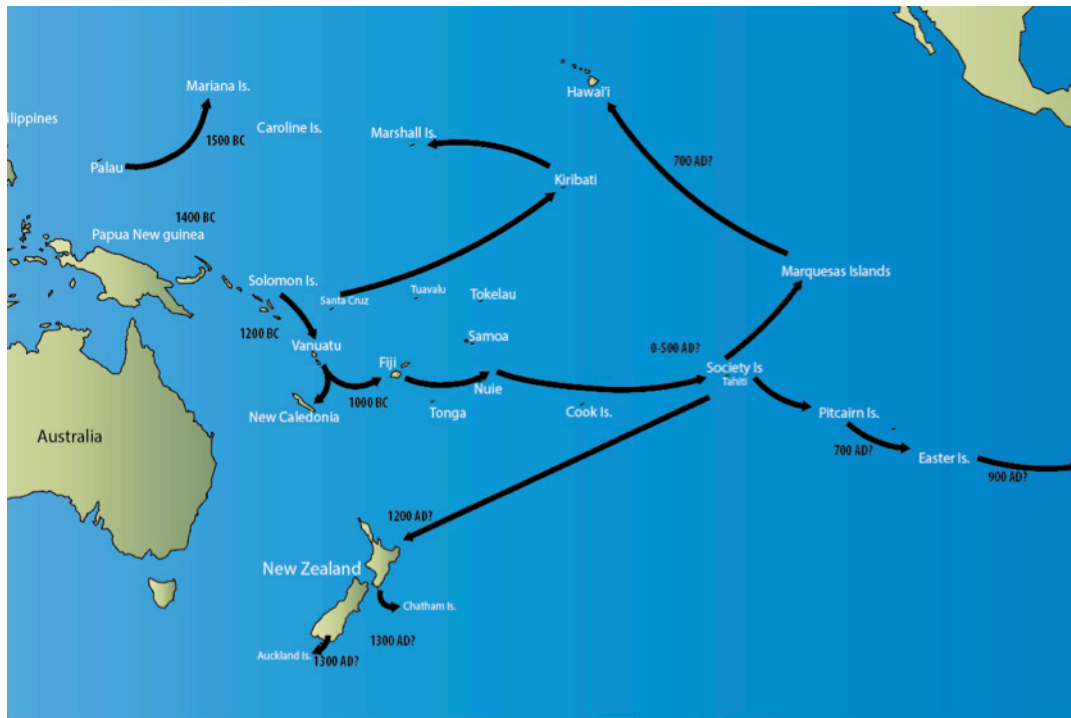 Mariana Is.
Hawai'i
ilippines
1500 BC
Caroline Is.
Marshall Is.
Palau
700 AD?
Kiribati
1400 BC
Papua New guinea
Marquesas Islands
Solomon Is.
Santa Cruz
Tuavalu
Tokelau
1200 BC
Vanuatu
Samoa
0-500 AD?
Fiji
Society Is
Tahiti
Nuie
1000 BC
New Caledonia
Tonga
Cook Is.
Pitcairn Is.
Australia
700 AD?
Easter Is.
900 AD?
1200 AD?
New Zealand
Chatham Is.
1300 AD?
Auckland Is.
1300 AD?